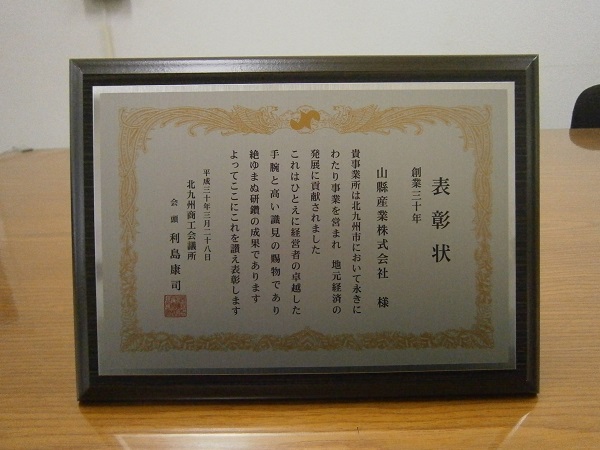 表彰状
創業三十年
山縣産業株式会社 様
貴事業所は北九州市において永きに
わたり事業を営まれ 地元経済の
発展に貢献されました
これはひとえに経営者の卓越した
手腕と高い識見の賜物であり
絶ゆまぬ研鑽の成果であります
よってここにこれを讃え表彰します
平成三十年三月二十八日
北九州商工会議所
会頭 利島康司